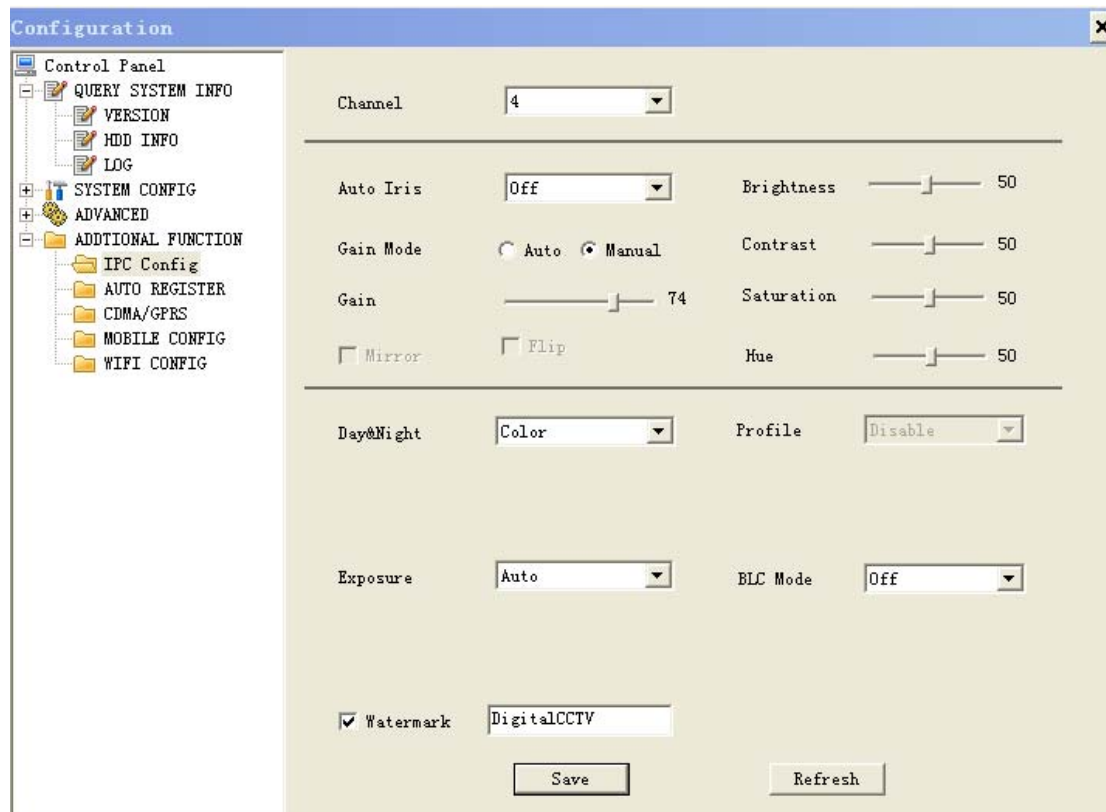 Configuration
Control Panel
QUERY SYSTEM INFO
VERSION
HDD INFO
LOG
SYSTEM CONFIG
ADVANCED
ADDTIONAL FUNCTION
IPC Config
AUTO REGISTER
CDMA/GPRS
MOBILE CONFIG
WIFI CONFIG
Channel 4
Auto Iris Off Brightness 50
Gain Mode Auto Manual Contrast 50
Gain 74 Saturation 50
Mirror Flip Hue 50
Day&Night Color Profile Disable
Exposure Auto BLC Mode Off
Watermark DigitalCCTV
Save Refresh